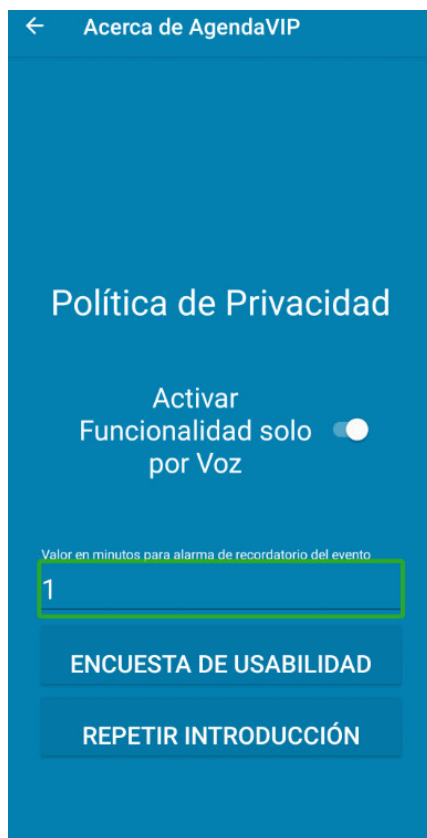 Acerca de AgendaVIP
Política de Privacidad
Activar
Funcionalidad solo
por Voz
Valor en minutos para alarma de recordatorio del evento
1
ENCUESTA DE USABILIDAD
REPETIR INTRODUCCIÓN